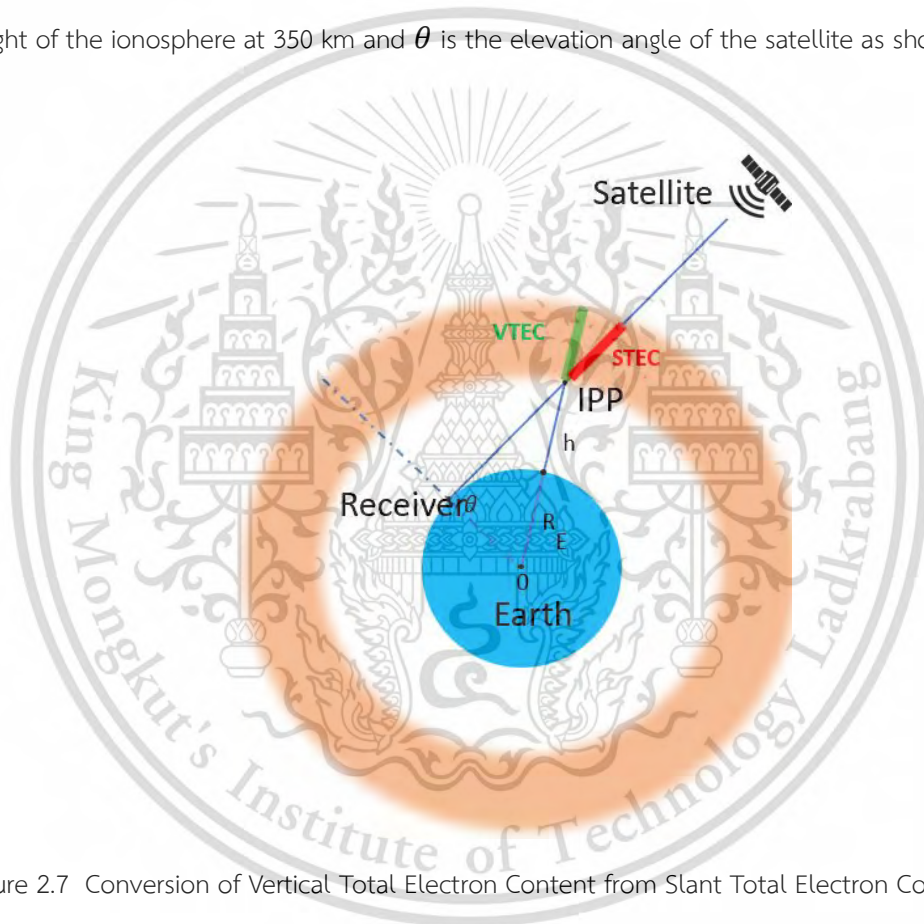 ght of the ionosphere at 350 km and θ is the elevation angle of the satellite as sho
Satellite
VTEC
STEC
IPP
h
Receiver θ
R
E
0
Earth
King Mongkut's Institute of Technology Ladkrabang
ure 2.7 Conversion of Vertical Total Electron Content from Slant Total Electron Co